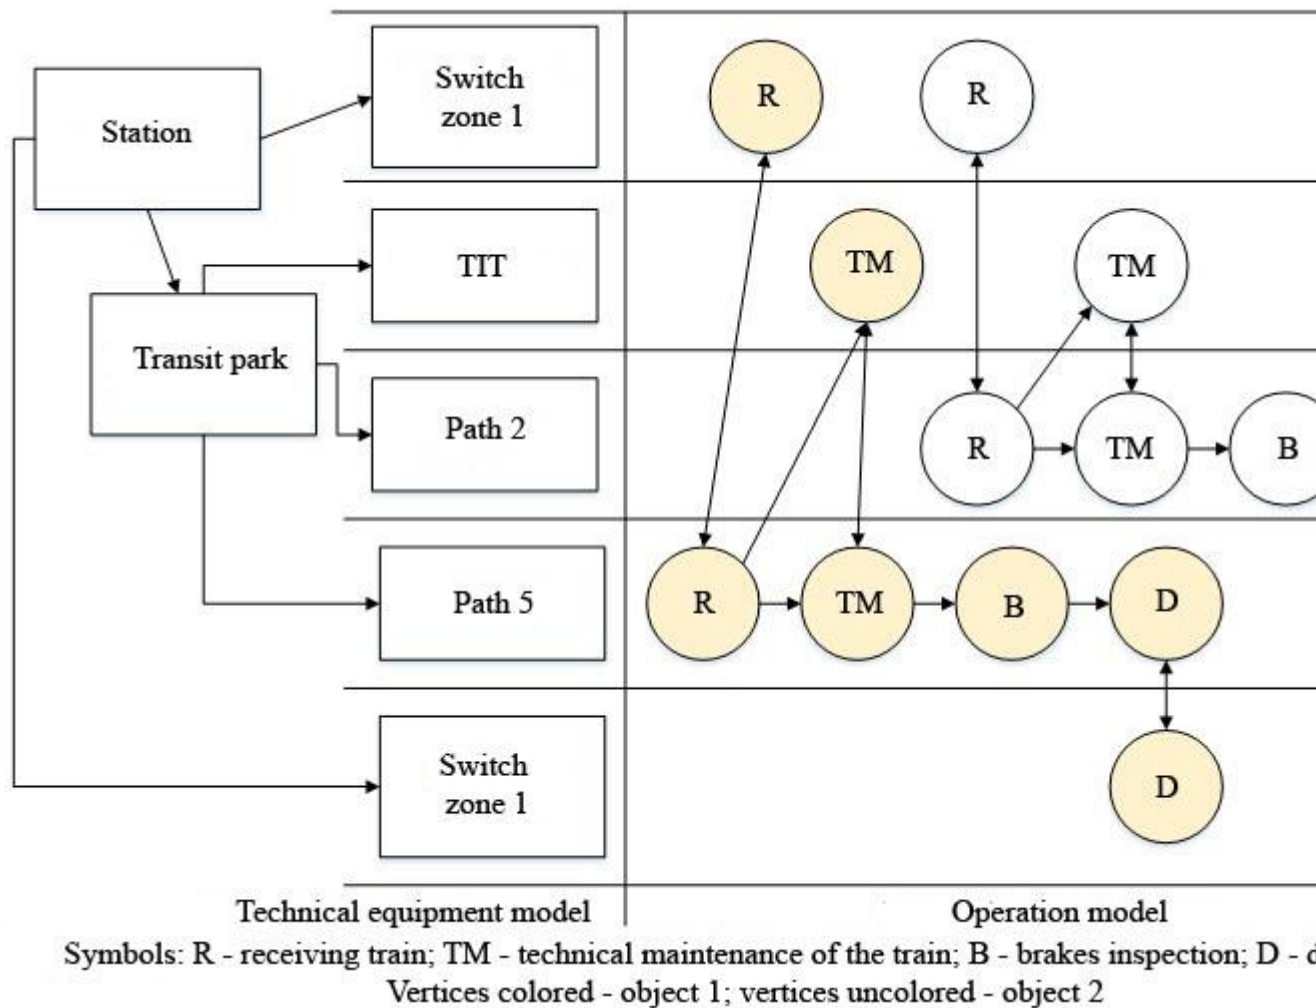 Switch
zone 1
R
R
Station
TIT
TM
TM
Transit park
Path 2
R
TM
B
Path 5
R
TM
B
D
Switch
zone 1
D
Technical equipment model
Operation model
Symbols: R - receiving train; TM - technical maintenance of the train; B - brakes inspection; D -
Vertices colored - object 1; vertices uncolored - object 2